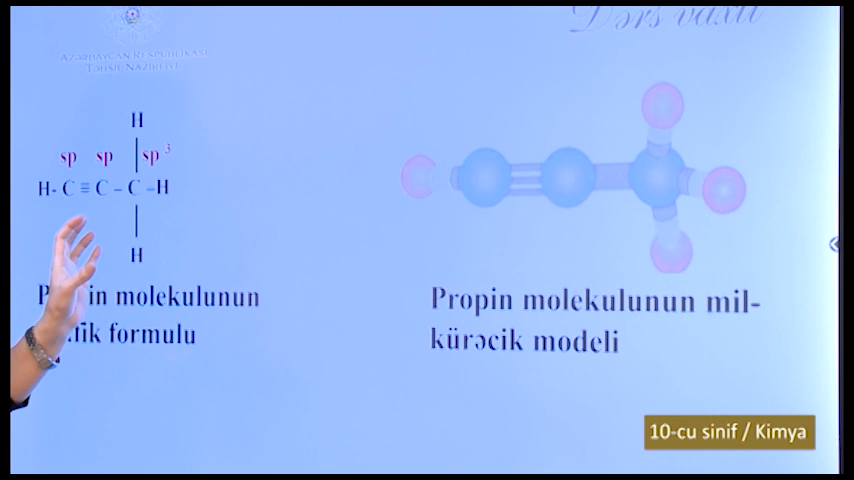 Dərs vaxtı
AZƏRBAYCAN RESPUBLİKASI
TƏHSİL NAZİRLİYİ
H
sp sp sp³
H- C ≡ C – C –H
H
molekulunun
formulu
Propin molekulunun mil-
kürəcik modeli
10-cu sinif / Kimya